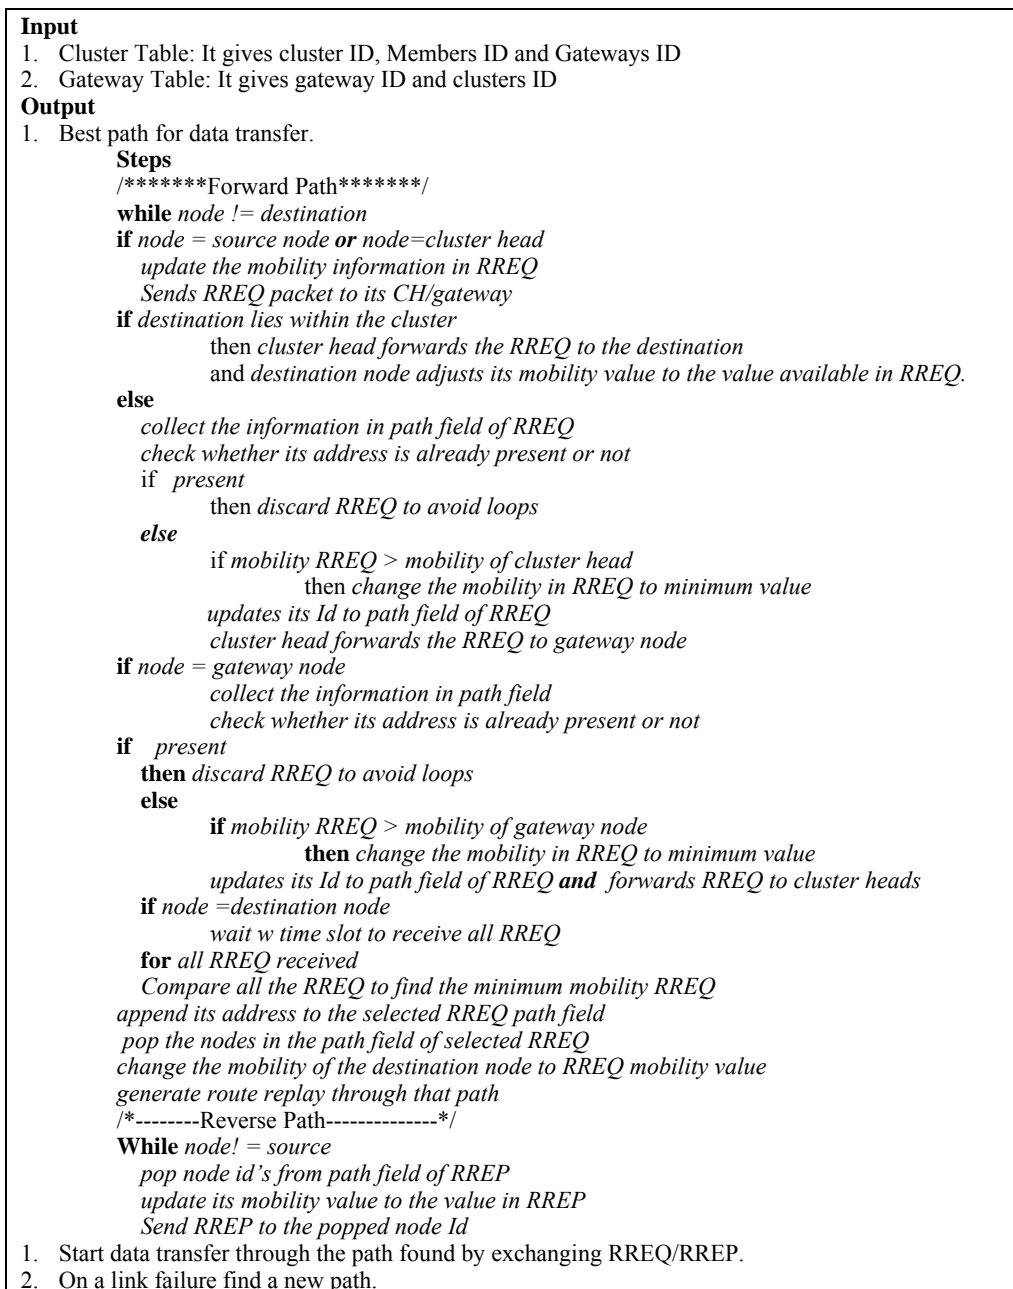 Input
1. Cluster Table: It gives cluster ID, Members ID and Gateways ID
2. Gateway Table: It gives gateway ID and clusters ID
Output
1. Best path for data transfer.
Steps
/*******Forward Path*******/
while node != destination
if node = source node or node=cluster head
update the mobility information in RREQ
Sends RREQ packet to its CH/gateway
if destination lies within the cluster
then cluster head forwards the RREQ to the destination
and destination node adjusts its mobility value to the value available in RREQ.
else
collect the information in path field of RREQ
check whether its address is already present or not
if present
then discard RREQ to avoid loops
else
if mobility RREQ > mobility of cluster head
then change the mobility in RREQ to minimum value
updates its Id to path field of RREQ
cluster head forwards the RREQ to gateway node
if node = gateway node
collect the information in path field
check whether its address is already present or not
if present
then discard RREQ to avoid loops
else
if mobility RREQ > mobility of gateway node
then change the mobility in RREQ to minimum value
updates its Id to path field of RREQ and forwards RREQ to cluster heads
if node =destination node
wait w time slot to receive all RREQ
for all RREQ received
Compare all the RREQ to find the minimum mobility RREQ
append its address to the selected RREQ path field
pop the nodes in the path field of selected RREQ
change the mobility of the destination node to RREQ mobility value
generate route replay through that path
/*--------Reverse Path--------------*/
While node! = source
pop node id's from path field of RREP
update its mobility value to the value in RREP
Send RREP to the popped node Id
1. Start data transfer through the path found by exchanging RREQ/RREP.
2. On a link failure find a new path.